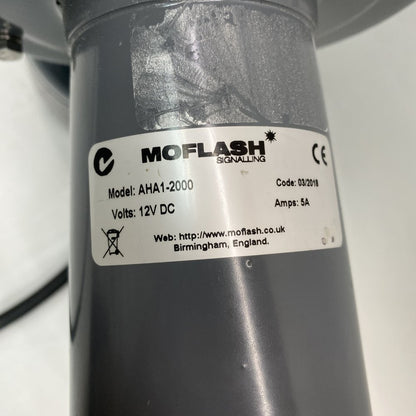 MOFLASH
SIGNALLING
CE
Model: AHA1-2000
Code: 03/2018
Volts: 12V DC
Amps: 5A
Web: http://www.moflash.co.uk
Birmingham, England.